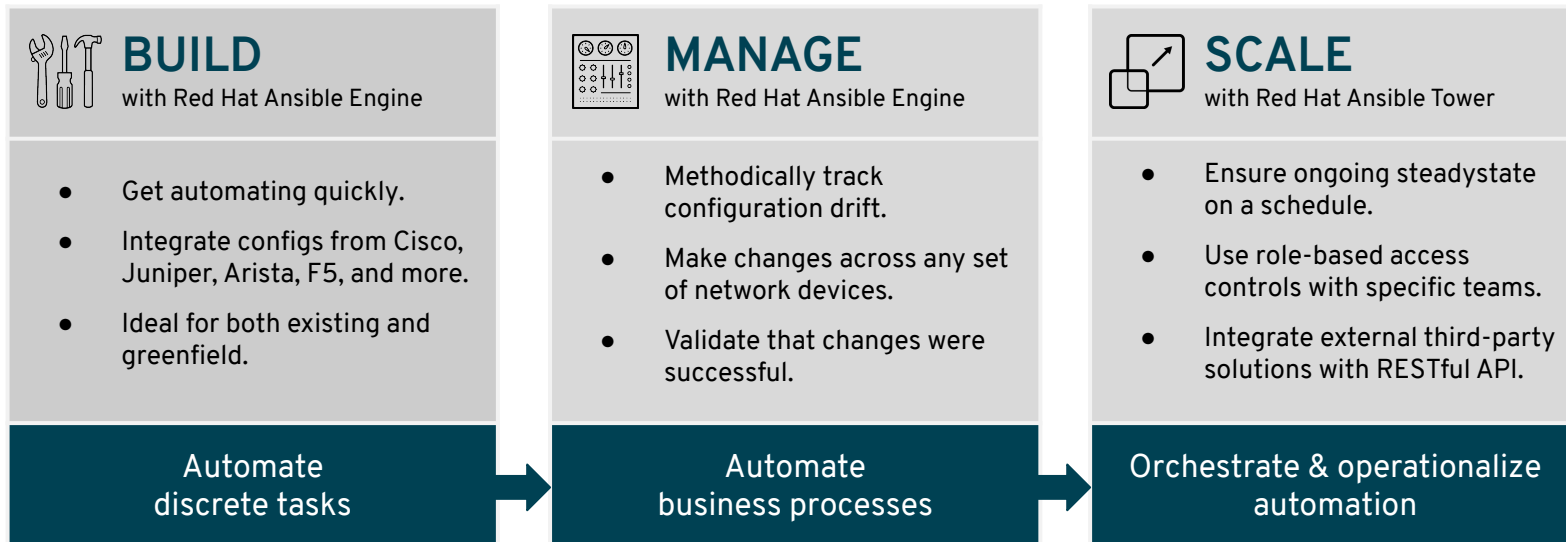 BUILD
with Red Hat Ansible Engine
● Get automating quickly.
● Integrate configs from Cisco,
Juniper, Arista, F5, and more.
● Ideal for both existing and
greenfield.
Automate
discrete tasks
MANAGE
with Red Hat Ansible Engine
● Methodically track
configuration drift.
● Make changes across any set
of network devices.
● Validate that changes were
successful.
Automate
business processes
SCALE
with Red Hat Ansible Tower
● Ensure ongoing steadystate
on a schedule.
● Use role-based access
controls with specific teams.
● Integrate external third-party
solutions with RESTful API.
Orchestrate & operationalize
automation